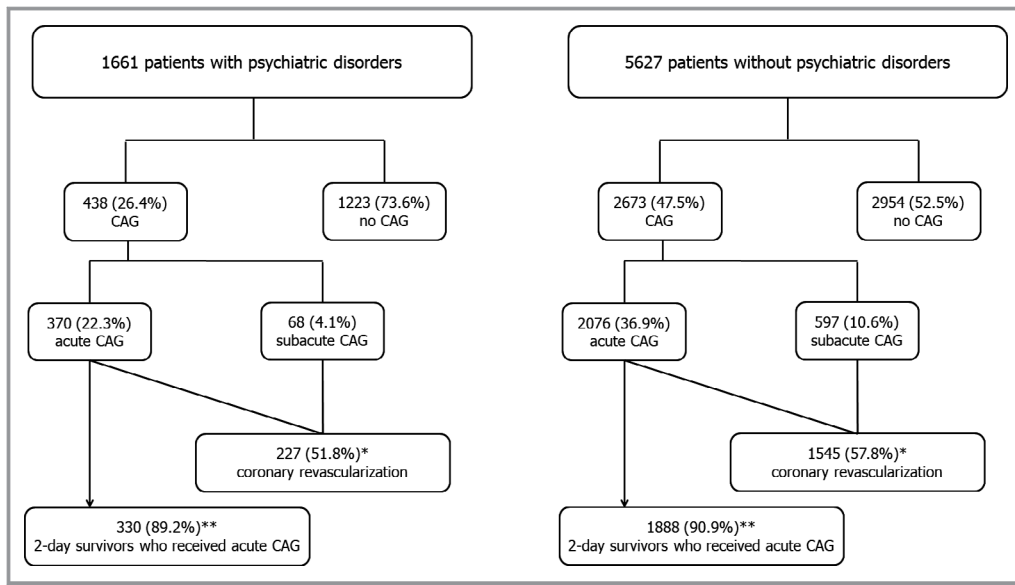 1661 patients with psychiatric disorders
5627 patients without psychiatric disorders
438 (26.4%)
CAG
1223 (73.6%)
no CAG
2673 (47.5%)
CAG
2954 (52.5%)
no CAG
370 (22.3%)
acute CAG
68 (4.1%)
subacute CAG
2076 (36.9%)
acute CAG
597 (10.6%)
subacute CAG
227 (51.8%)*
coronary revascularization
1545 (57.8%)*
coronary revascularization
330 (89.2%)**
2-day survivors who received acute CAG
1888 (90.9%)**
2-day survivors who received acute CAG